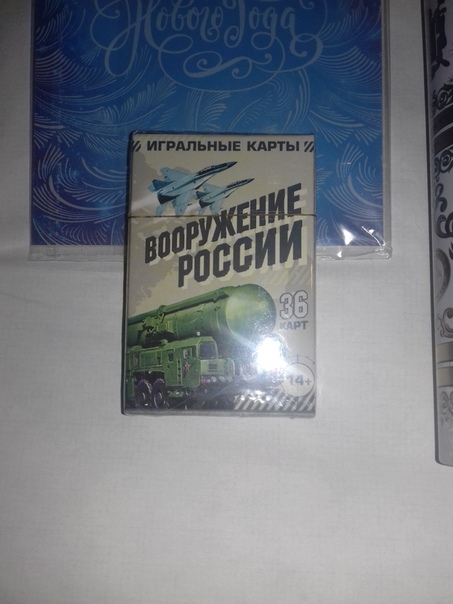 Нового Года
ИГРАЛЬНЫЕ КАРТЫ
ВООРУЖЕНИЕ
РОССИИ
36
КАРТ
14+